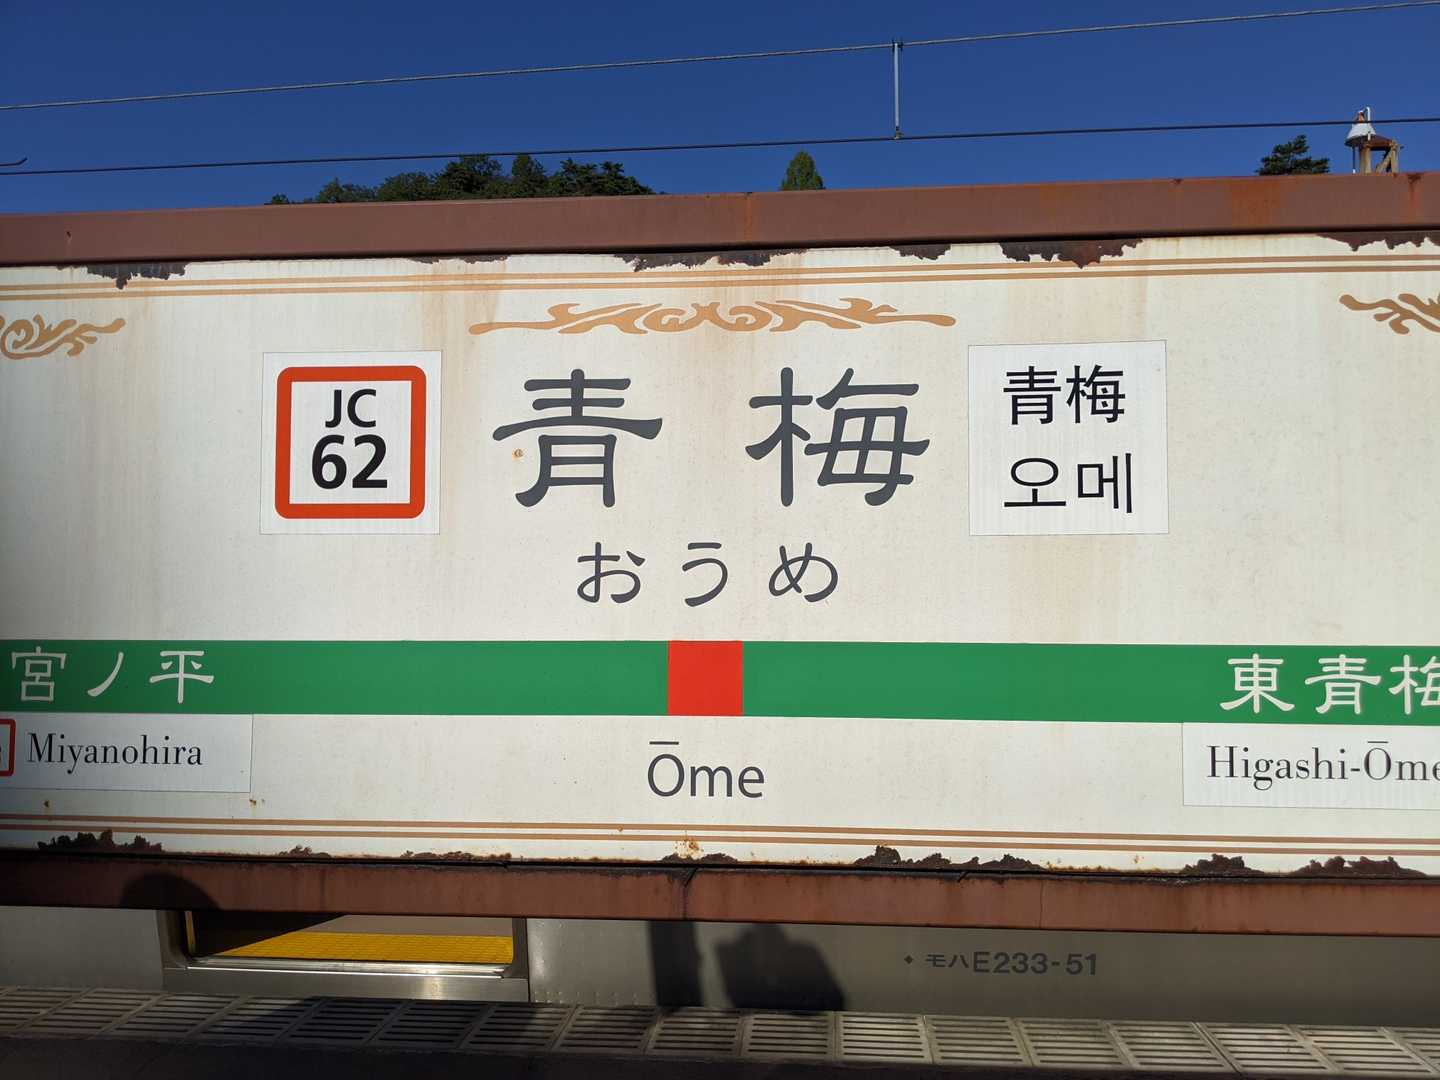 JC
62
青梅
青梅
오메
おうめ
宮ノ平
東青梅
Miyanohira
Ōme
Higashi-Ōme
モハE233-51